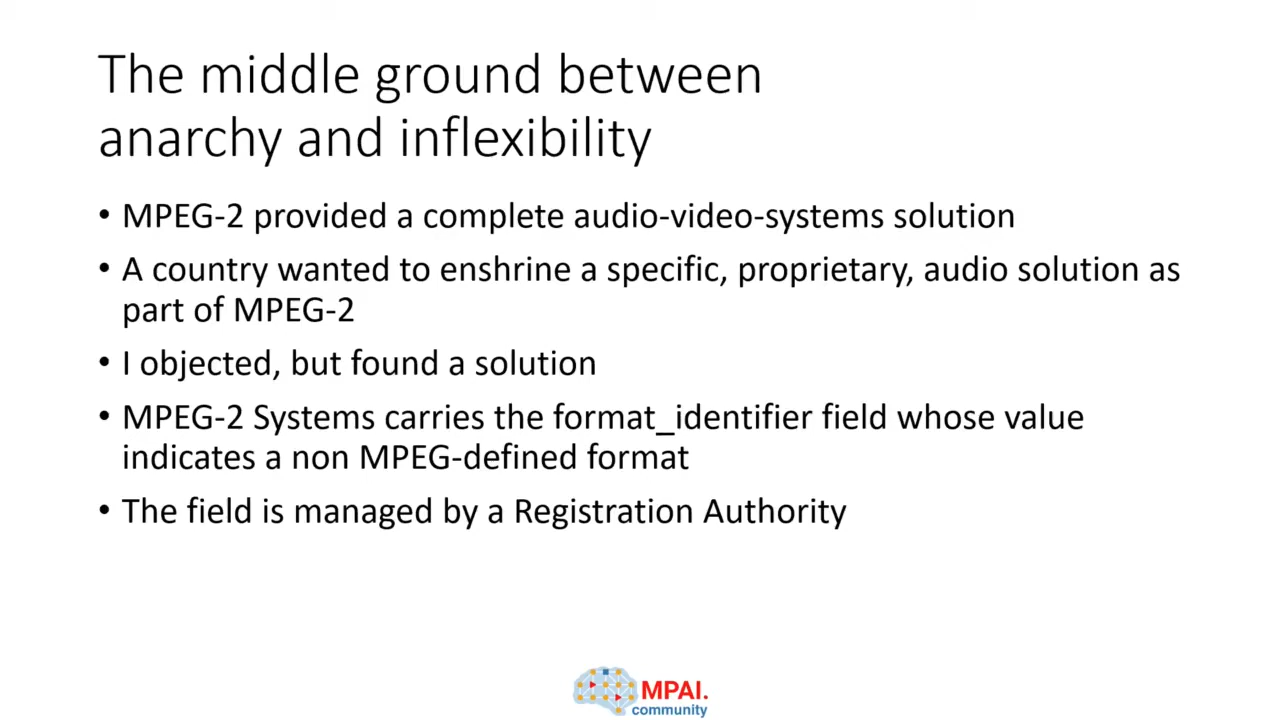 The middle ground between
anarchy and inflexibility
• MPEG-2 provided a complete audio-video-systems solution
• A country wanted to enshrine a specific, proprietary, audio solution as
part of MPEG-2
• I objected, but found a solution
• MPEG-2 Systems carries the format_identifier field whose value
indicates a non MPEG-defined format
• The field is managed by a Registration Authority
MPAI.
community